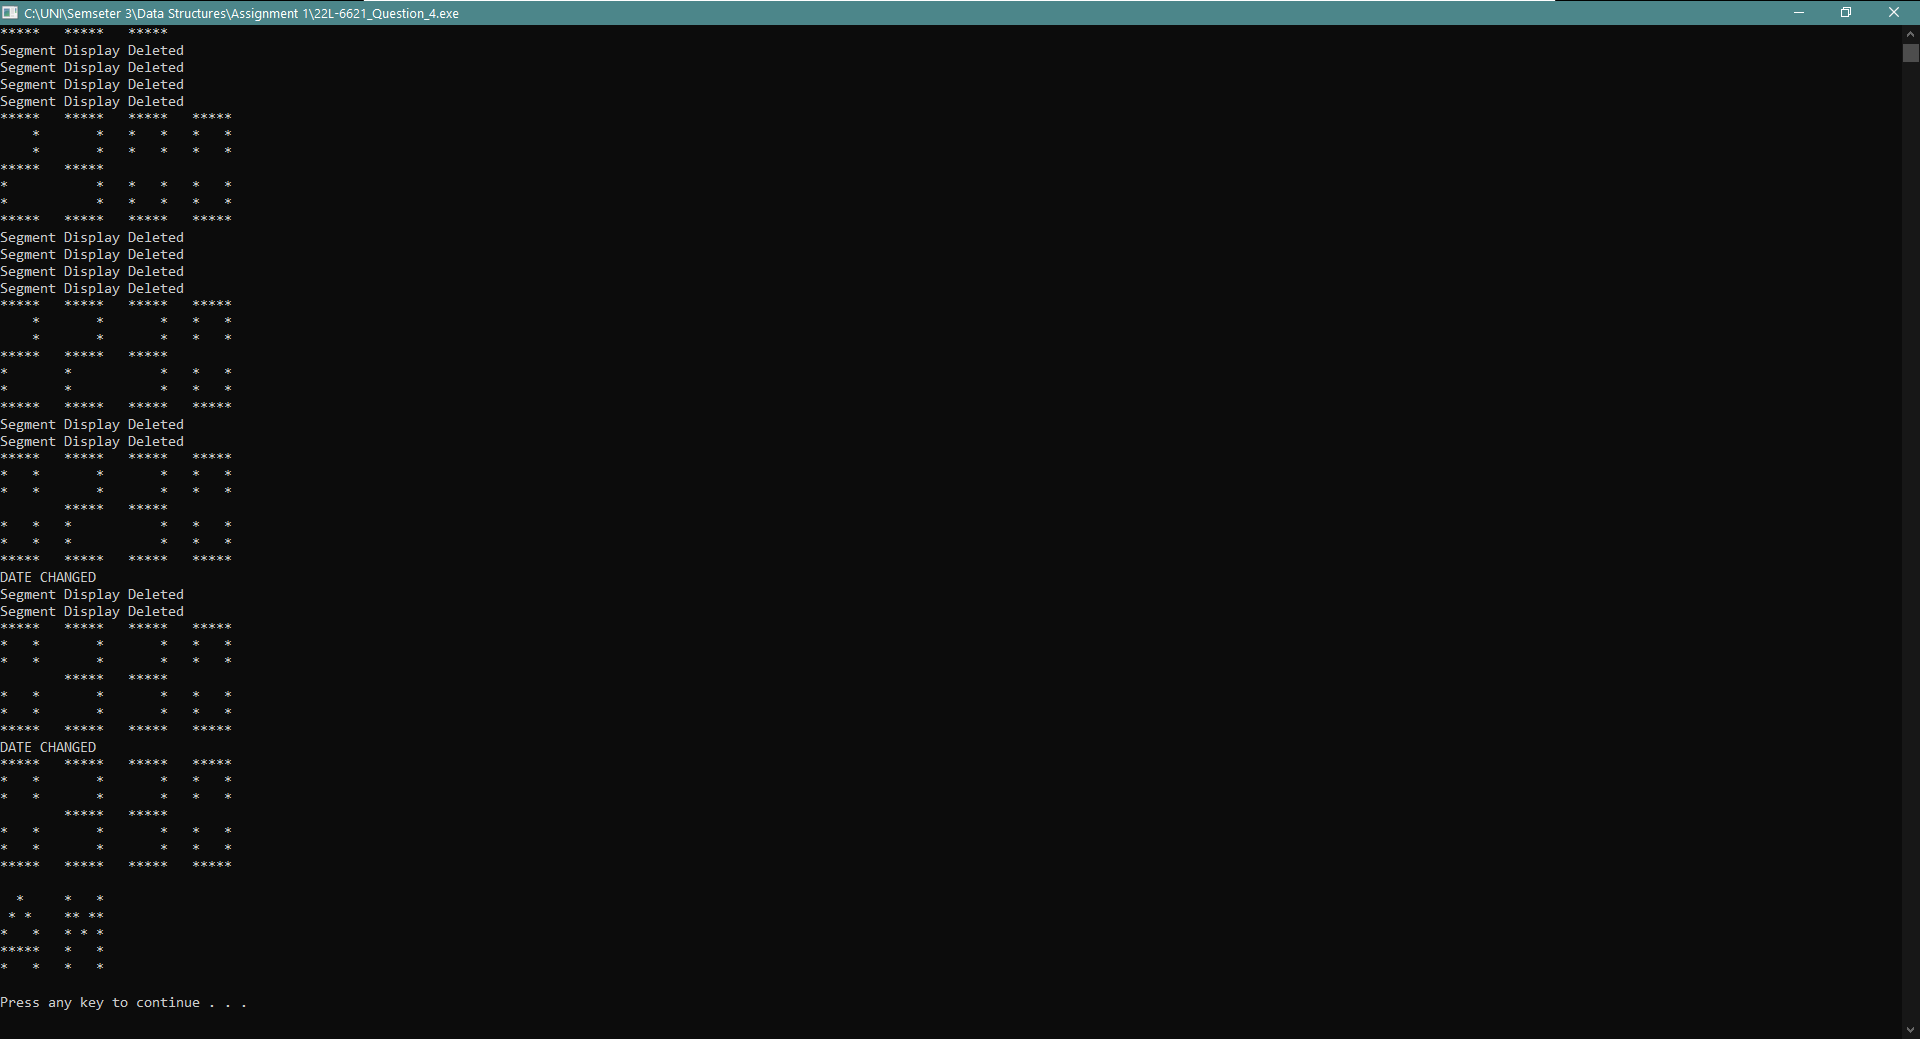 C:\UNI\Semseter 3\Data Structures\Assignment 1\22L-6621_Question_4.exe
*****   *****   *****
Segment Display Deleted
Segment Display Deleted
Segment Display Deleted
Segment Display Deleted
*****   *****   *****   *****
    *       *   *   *   *   *
    *       *   *   *   *   *
*****   *****
*           *   *   *   *   *
*           *   *   *   *   *
*****   *****   *****   *****
Segment Display Deleted
Segment Display Deleted
Segment Display Deleted
Segment Display Deleted
*****   *****   *****   *****
    *       *       *   *   *
    *       *       *   *   *
*****   *****   *****
*       *           *   *   *
*       *           *   *   *
*****   *****   *****   *****
Segment Display Deleted
Segment Display Deleted
*****   *****   *****   *****
*   *       *       *   *   *
*   *       *       *   *   *
        *****   *****
*   *   *           *   *   *
*   *   *           *   *   *
*****   *****   *****   *****
DATE CHANGED
Segment Display Deleted
Segment Display Deleted
*****   *****   *****   *****
*   *       *       *   *   *
*   *       *       *   *   *
        *****   *****
*   *       *       *   *   *
*   *       *       *   *   *
*****   *****   *****   *****
DATE CHANGED
*****   *****   *****   *****
*   *       *       *   *   *
*   *       *       *   *   *
        *****   *****
*   *       *       *   *   *
*   *       *       *   *   *
*****   *****   *****   *****
  *     *   *
 * *    ** **
*   *   * * *
*****   *   *
*   *   *   *
Press any key to continue . . .